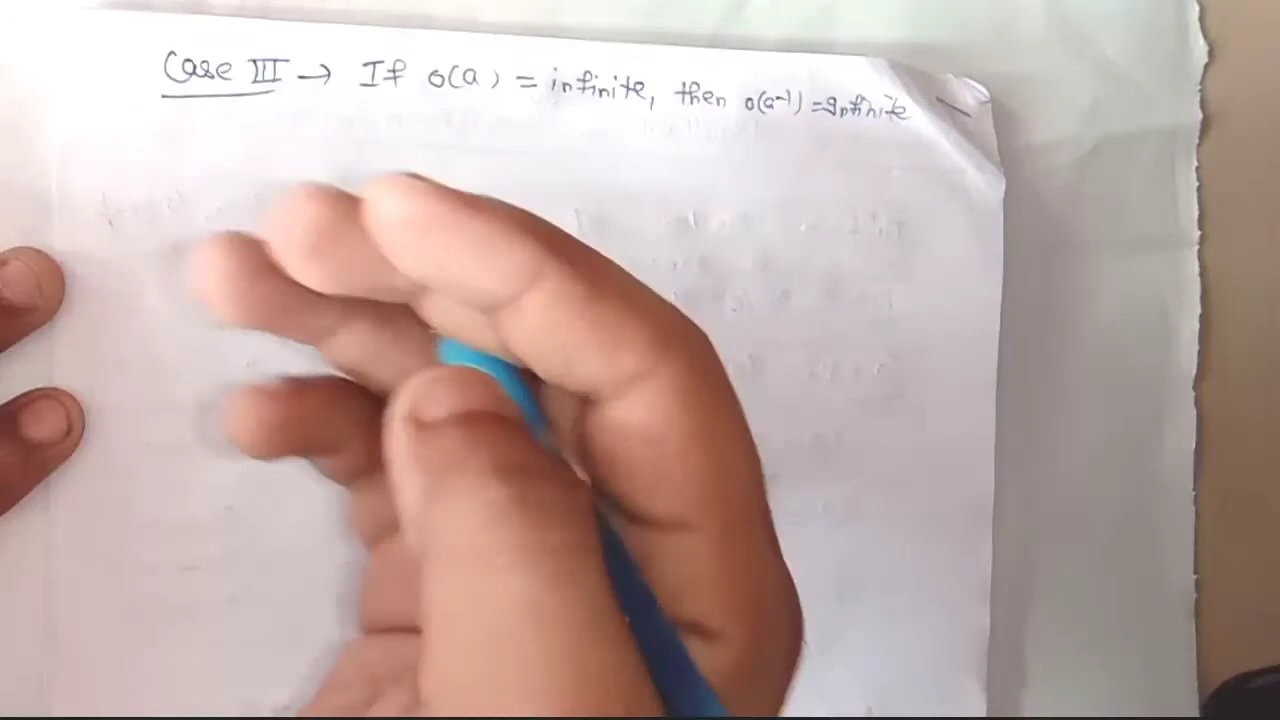 Case III → If o(a) = infinite, then o(a⁻¹) = Infinite